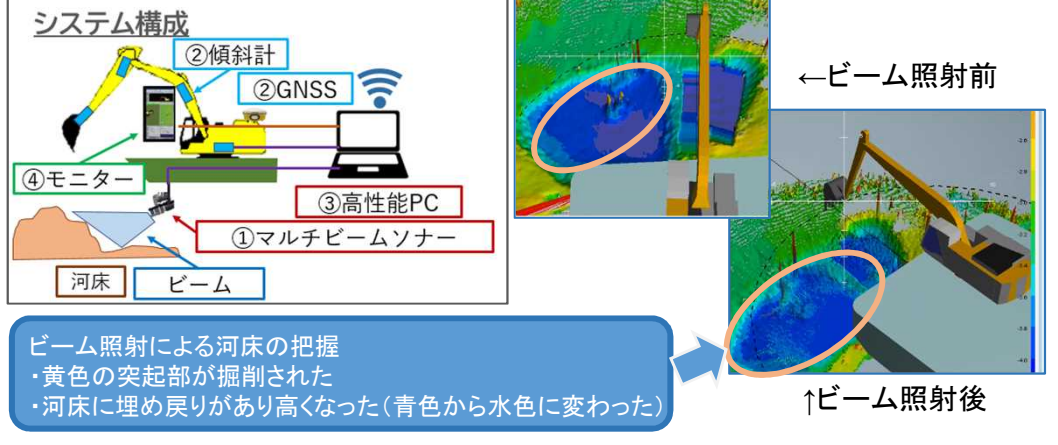 システム構成
②傾斜計
②GNSS
④モニター
③高性能PC
①マルチビームソナー
河床
ビーム
←ビーム照射前
ビーム照射による河床の把握
・黄色の突起部が掘削された
・河床に埋め戻りがあり高くなった（青色から水色に変わった）
↑ビーム照射後